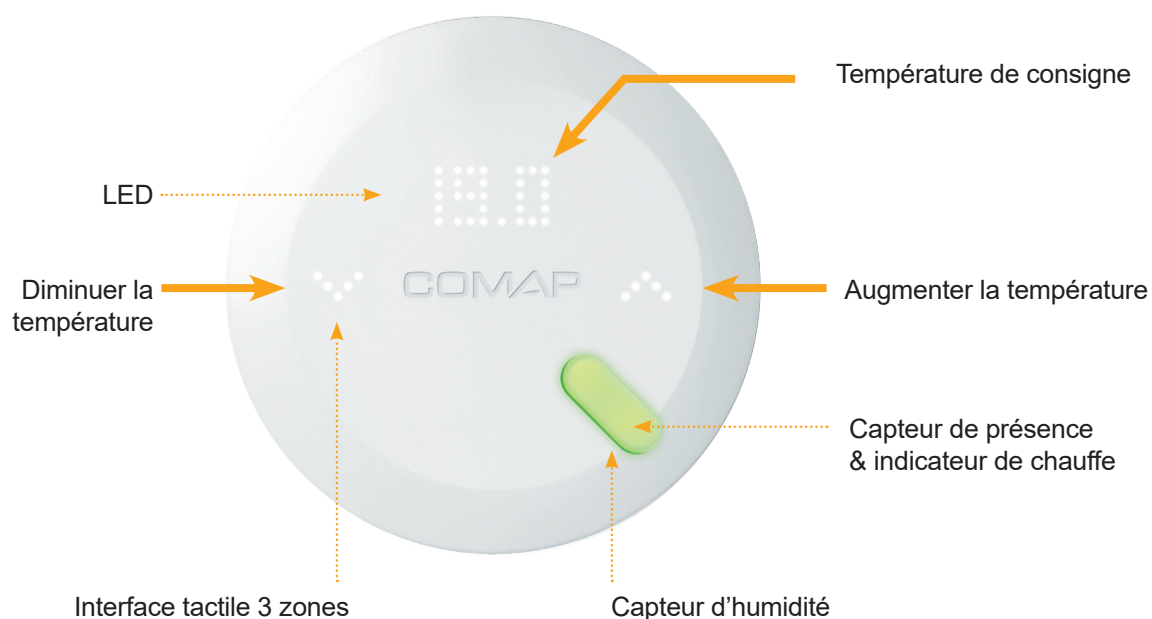 Température de consigne
19.0
LED
COMAP
Diminuer la
température
Augmenter la température
Capteur de présence
& indicateur de chauffe
Interface tactile 3 zones
Capteur d’humidité